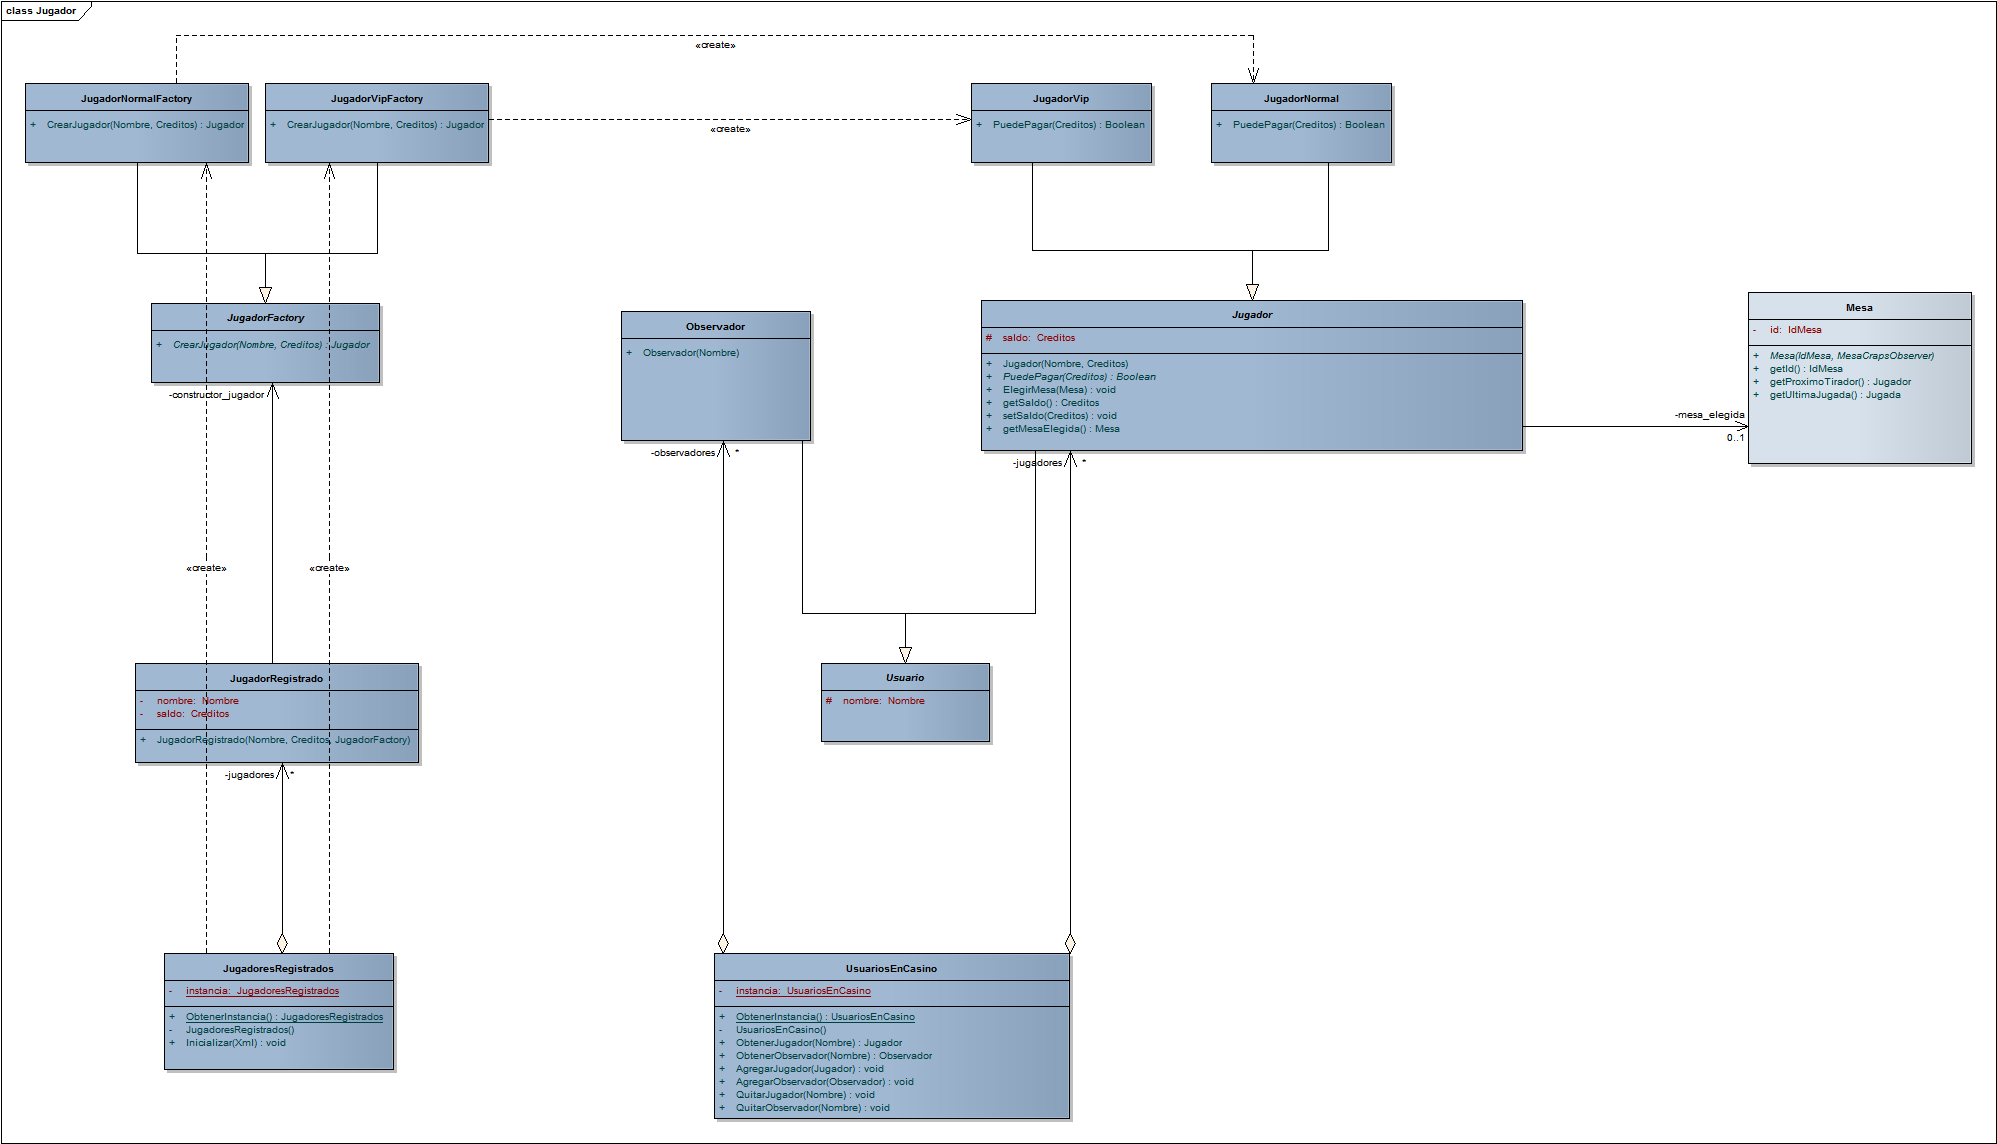 class Jugador
«create»
JugadorNormalFactory
+ CrearJugador(Nombre, Creditos) : Jugador
JugadorVipFactory
+ CrearJugador(Nombre, Creditos) : Jugador
«create»
JugadorVip
+ PuedePagar(Creditos) : Boolean
JugadorNormal
+ PuedePagar(Creditos) : Boolean
JugadorFactory
+ CrearJugador(Nombre, Creditos) : Jugador
-constructor_jugador
Observador
+ Observador(Nombre)
-observadores *
Jugador
# saldo: Creditos
+ Jugador(Nombre, Creditos)
+ PuedePagar(Creditos) : Boolean
+ ElegirMesa(Mesa) : void
+ getSaldo() : Creditos
+ setSaldo(Creditos) : void
+ getMesaElegida() : Mesa
-jugadores *
Mesa
- id: IdMesa
+ Mesa(IdMesa, MesaCrapsObserver)
+ getId() : IdMesa
+ getProximoTirador() : Jugador
+ getUltimaJugada() : Jugada
-mesa_elegida
0..1
«create»
«create»
JugadorRegistrado
- nombre: Nombre
- saldo: Creditos
+ JugadorRegistrado(Nombre, Creditos, JugadorFactory)
-jugadores *
Usuario
# nombre: Nombre
JugadoresRegistrados
- instancia: JugadoresRegistrados
+ ObtenerInstancia() : JugadoresRegistrados
- JugadoresRegistrados()
+ Inicializar(Xml) : void
UsuariosEnCasino
- instancia: UsuariosEnCasino
+ ObtenerInstancia() : UsuariosEnCasino
- UsuariosEnCasino()
+ ObtenerJugador(Nombre) : Jugador
+ ObtenerObservador(Nombre) : Observador
+ AgregarJugador(Jugador) : void
+ AgregarObservador(Observador) : void
+ QuitarJugador(Nombre) : void
+ QuitarObservador(Nombre) : void